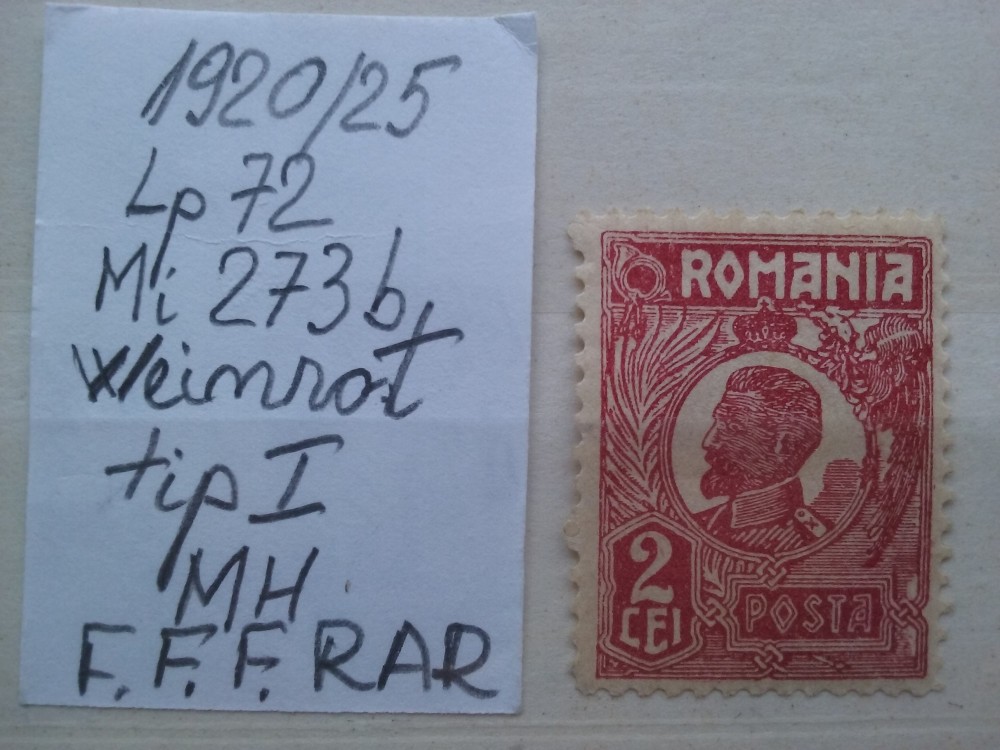 1920/25
Lp 72
Mi 273b,
Weinrot
tip I
MH.
F. F. F. RAR
ROMANIA
2
LEI
POSTA